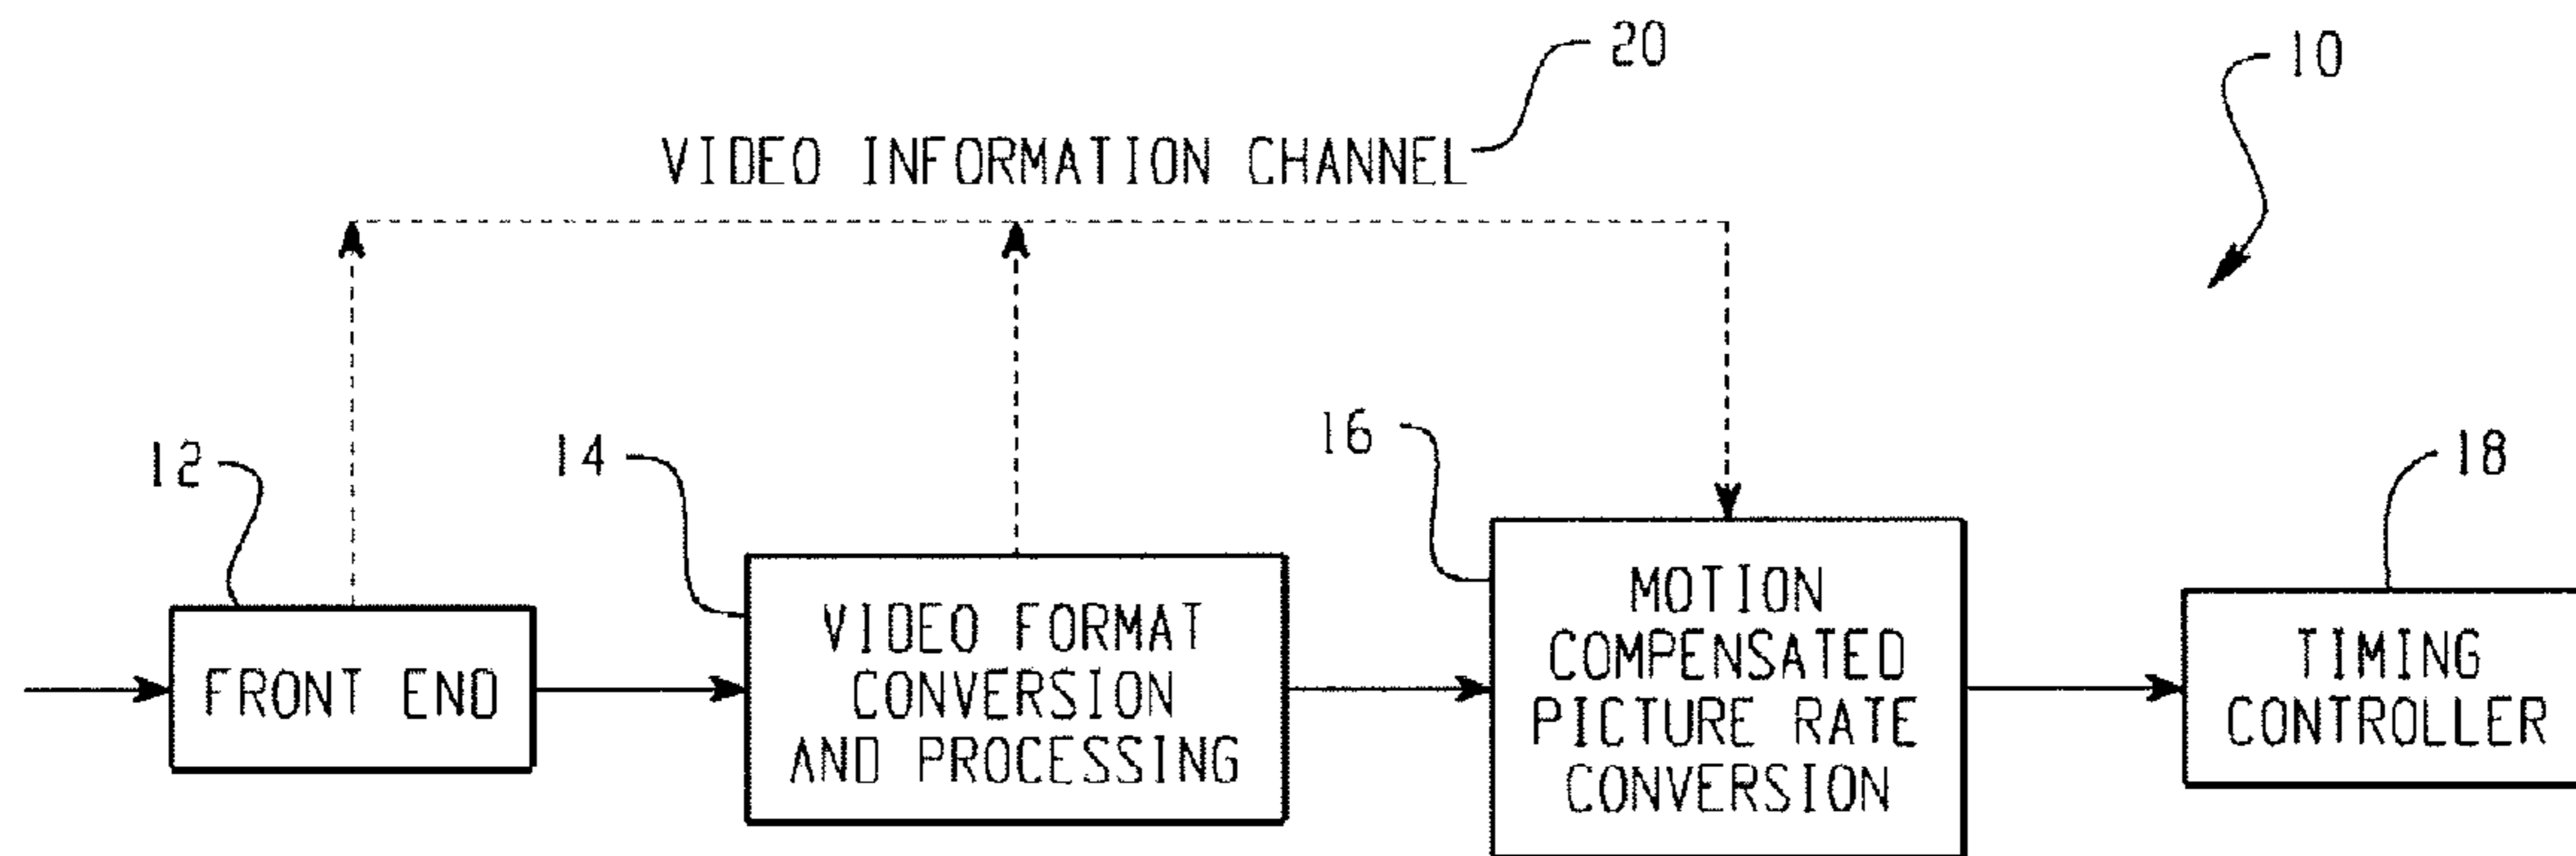 20
10
VIDEO INFORMATION CHANNEL
12
14
16
18
FRONT END
VIDEO FORMAT
CONVERSION
AND PROCESSING
MOTION
COMPENSATED
PICTURE RATE
CONVERSION
TIMING
CONTROLLER